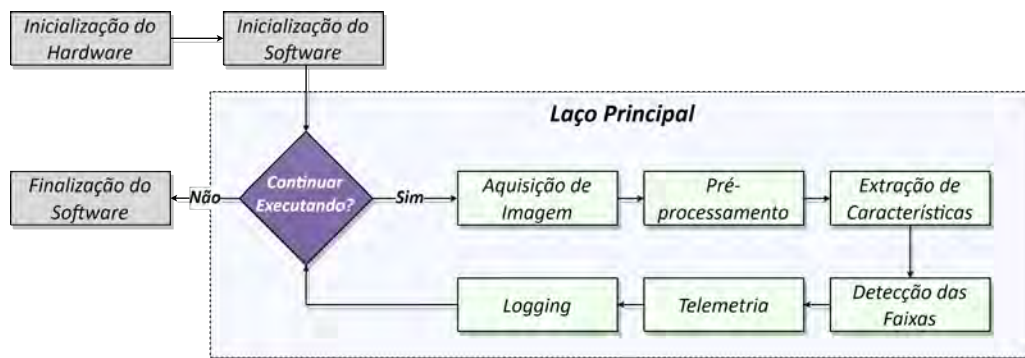 Inicialização do
Hardware
Inicialização do
Software
Laço Principal
Finalização do
Software
Não
Continuar
Executando?
Sim
Aquisição de
Imagem
Pré-
processamento
Extração de
Características
Logging
Telemetria
Detecção das
Faixas